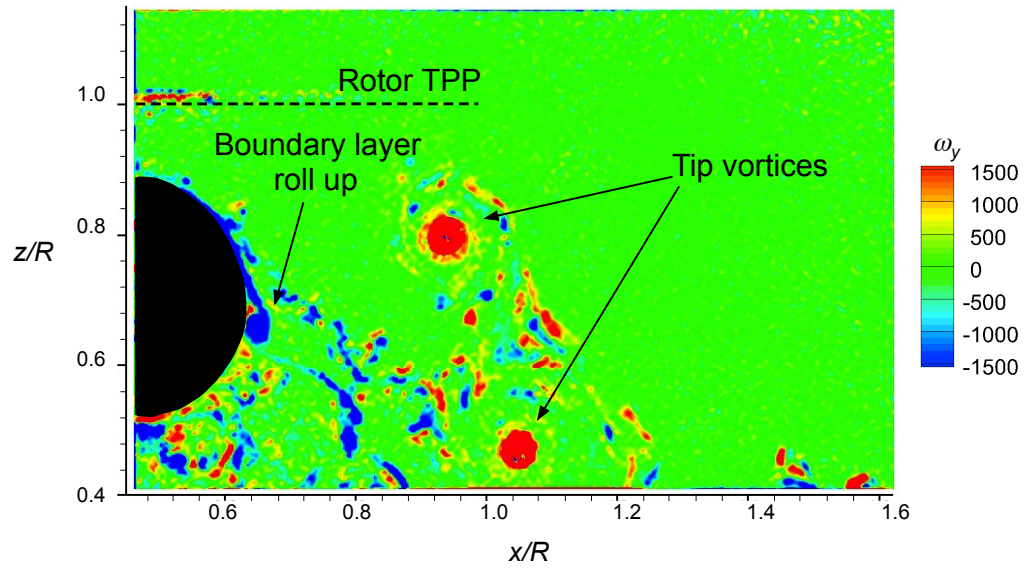 Rotor TPP
Boundary layer
roll up
Tip vortices
z/R
1.0
0.8
0.6
0.4
0.6
0.8
1.0
1.2
1.4
1.6
x/R
ω_y
1500
1000
500
0
-500
-1000
-1500